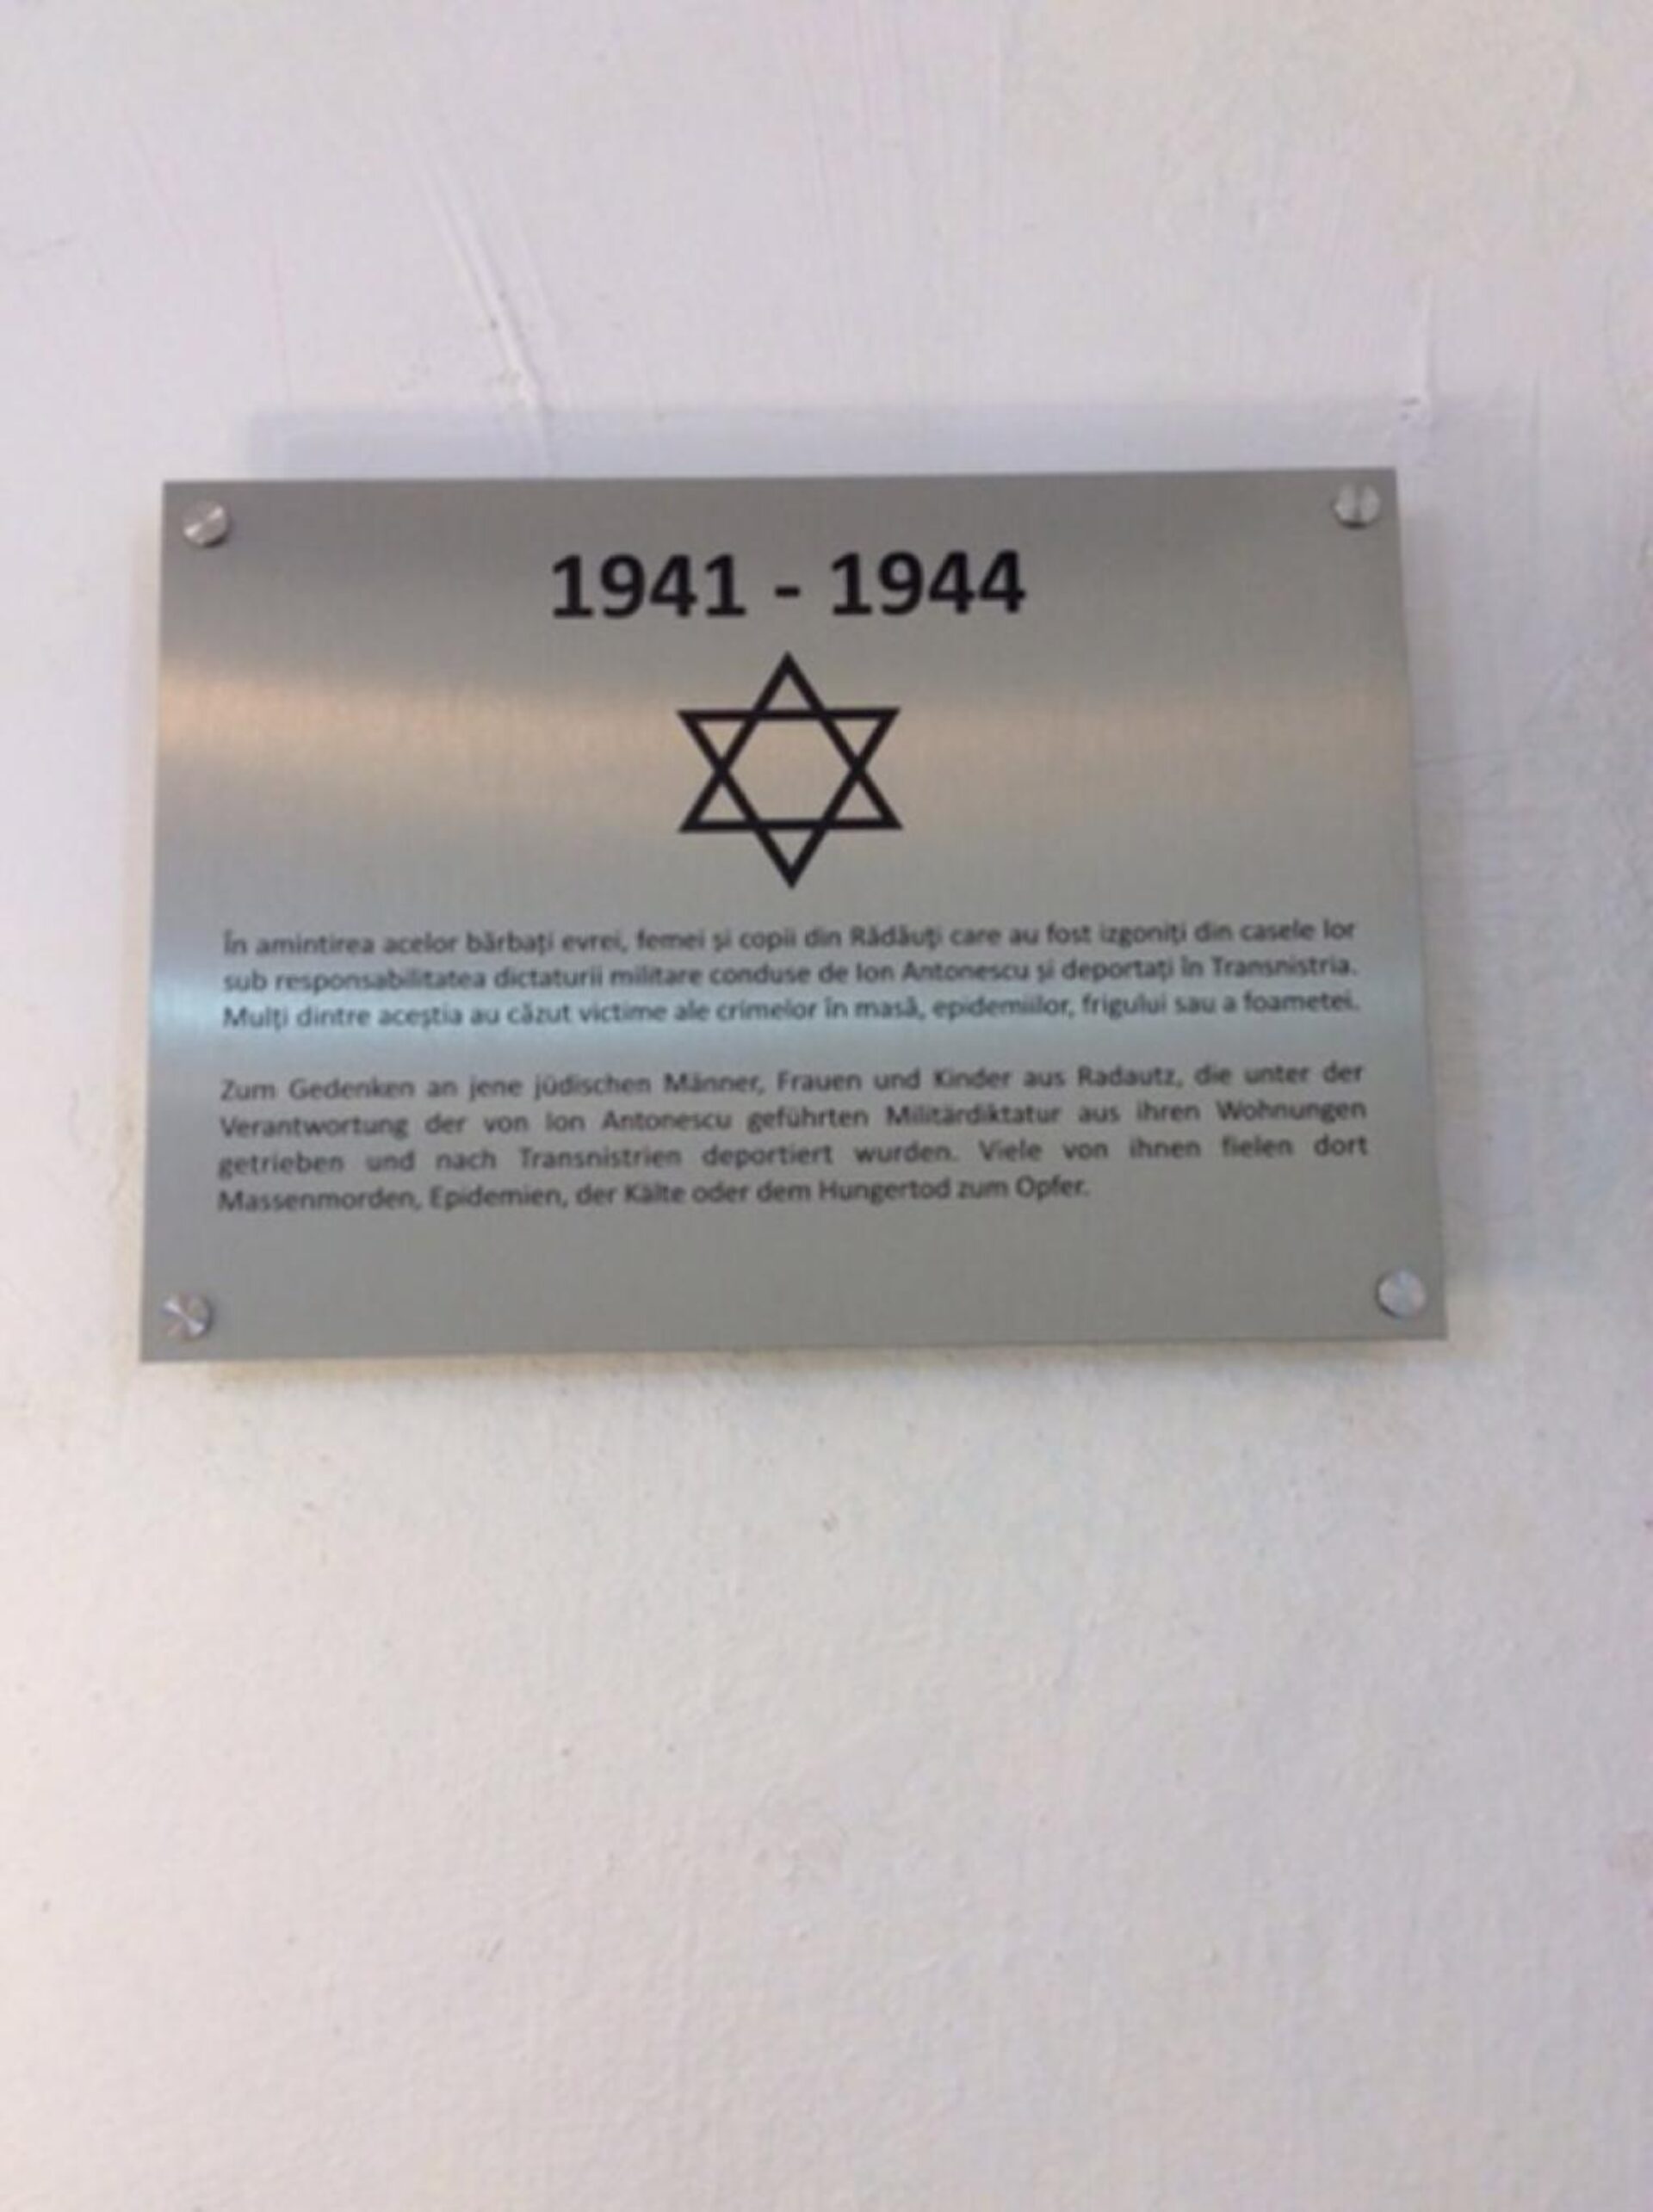 1941 - 1944
În amintirea acelor bărbați evrei, femei și copii din Rădăuți care au fost izgoniți din casele lor
sub responsabilitatea dictaturii militare conduse de Ion Antonescu și deportați în Transnistria.
Mulți dintre aceștia au căzut victime ale crimelor în masă, epidemiilor, frigului sau a foametei.
Zum Gedenken an jene jüdischen Männer, Frauen und Kinder aus Radautz, die unter der
Verantwortung der von Ion Antonescu geführten Militärdiktatur aus ihren Wohnungen
getrieben und nach Transnistrien deportiert wurden. Viele von ihnen fielen dort
Massenmorden, Epidemien, der Kälte oder dem Hungertod zum Opfer.